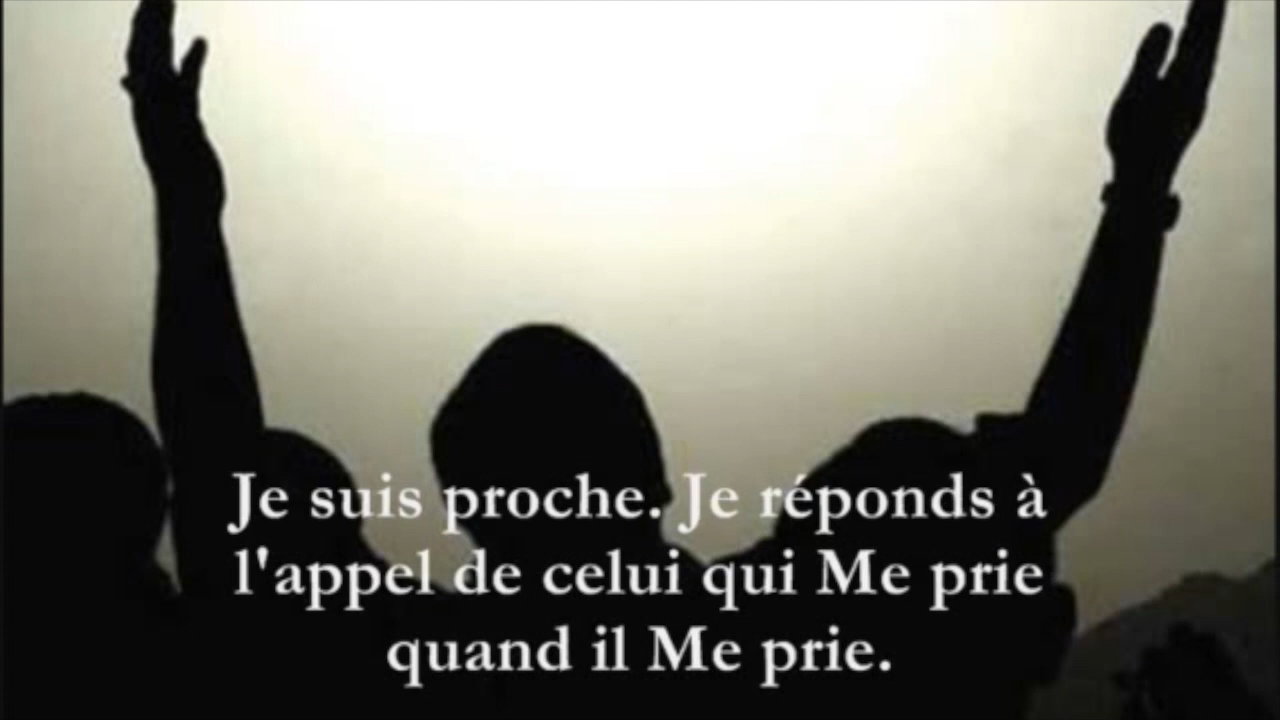 Je suis proche. Je réponds à
l'appel de celui qui Me prie
quand il Me prie.